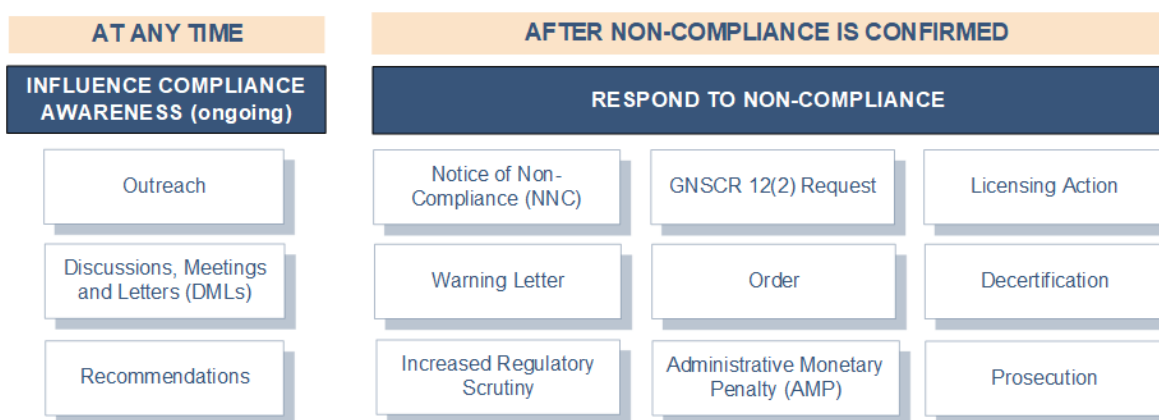 AT ANY TIME
INFLUENCE COMPLIANCE
AWARENESS (ongoing)
Outreach
Discussions, Meetings
and Letters (DMLs)
Recommendations
AFTER NON-COMPLIANCE IS CONFIRMED
RESPOND TO NON-COMPLIANCE
Notice of Non-
Compliance (NNC)
GNSCR 12(2) Request
Licensing Action
Warning Letter
Order
Decertification
Increased Regulatory
Scrutiny
Administrative Monetary
Penalty (AMP)
Prosecution